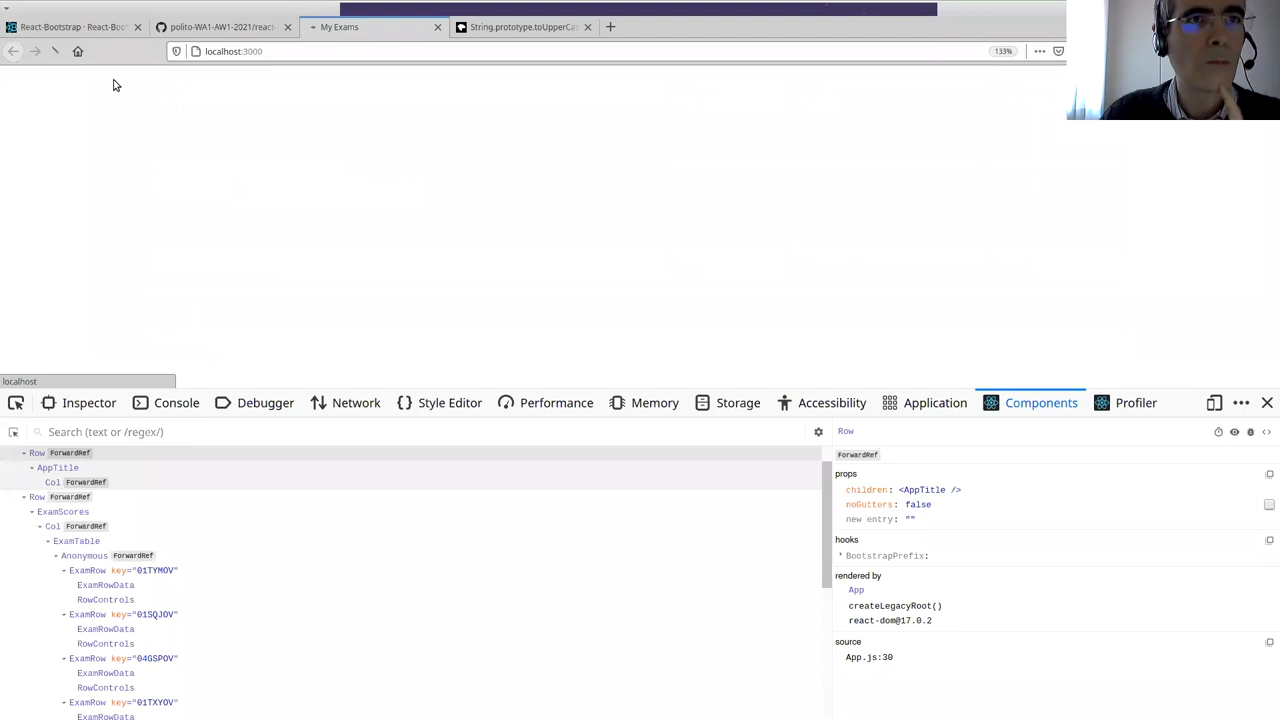 React-Bootstrap · React-Boo
polito-WA1-AW1-2021/react-
My Exams
String.prototype.toUpperCa
localhost:3000
133%
localhost
Inspector
Console
Debugger
Network
Style Editor
Performance
Memory
Storage
Accessibility
Application
Components
Profiler
Search (text or /regex/)
Row ForwardRef
AppTitle
Col ForwardRef
Row ForwardRef
ExamScores
Col ForwardRef
ExamTable
Anonymous ForwardRef
ExamRow key="01TYMOV"
ExamRowData
RowControls
ExamRow key="01SQJOV"
ExamRowData
RowControls
ExamRow key="04GSPOV"
ExamRowData
RowControls
ExamRow key="01TXYOV"
ExamRowData
Row
ForwardRef
props
children: <AppTitle />
noGutters: false
new entry: ""
hooks
BootstrapPrefix:
rendered by
App
createLegacyRoot()
react-dom@17.0.2
source
App.js:30